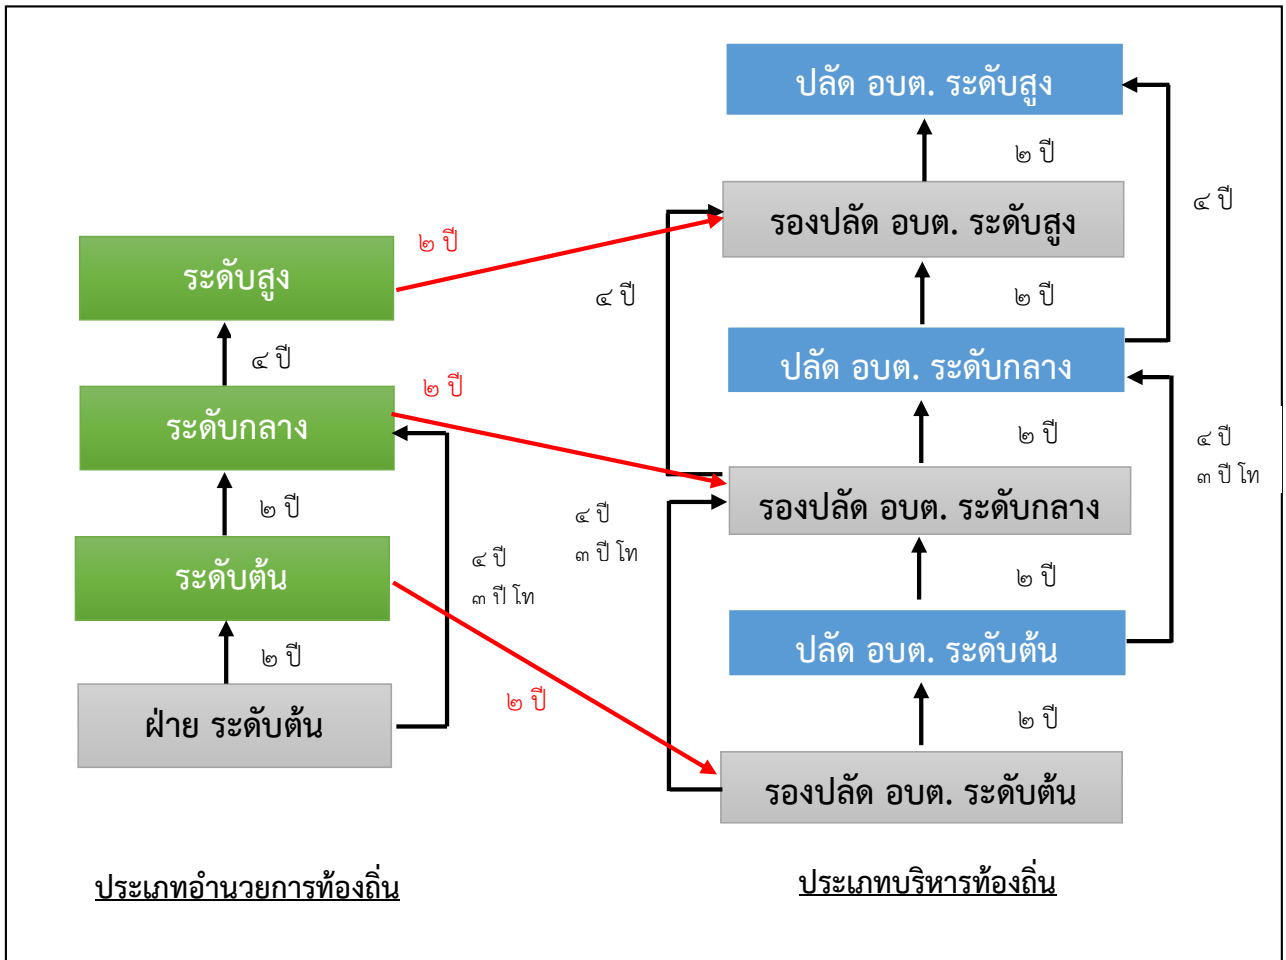 ปลัด อบต. ระดับสูง
๒ ปี
๔ ปี
รองปลัด อบต. ระดับสูง
๒ ปี
ระดับสูง
๔ ปี
๒ ปี
๔ ปี
ปลัด อบต. ระดับกลาง
๒ ปี
ระดับกลาง
๒ ปี
๔ ปี
๓ ปี โท
รองปลัด อบต. ระดับกลาง
๒ ปี
๔ ปี
๓ ปี โท
ระดับต้น
๔ ปี
๓ ปี โท
๒ ปี
ปลัด อบต. ระดับต้น
๒ ปี
๒ ปี
ฝ่าย ระดับต้น
๒ ปี
รองปลัด อบต. ระดับต้น
ประเภทอำนวยการท้องถิ่น
ประเภทบริหารท้องถิ่น